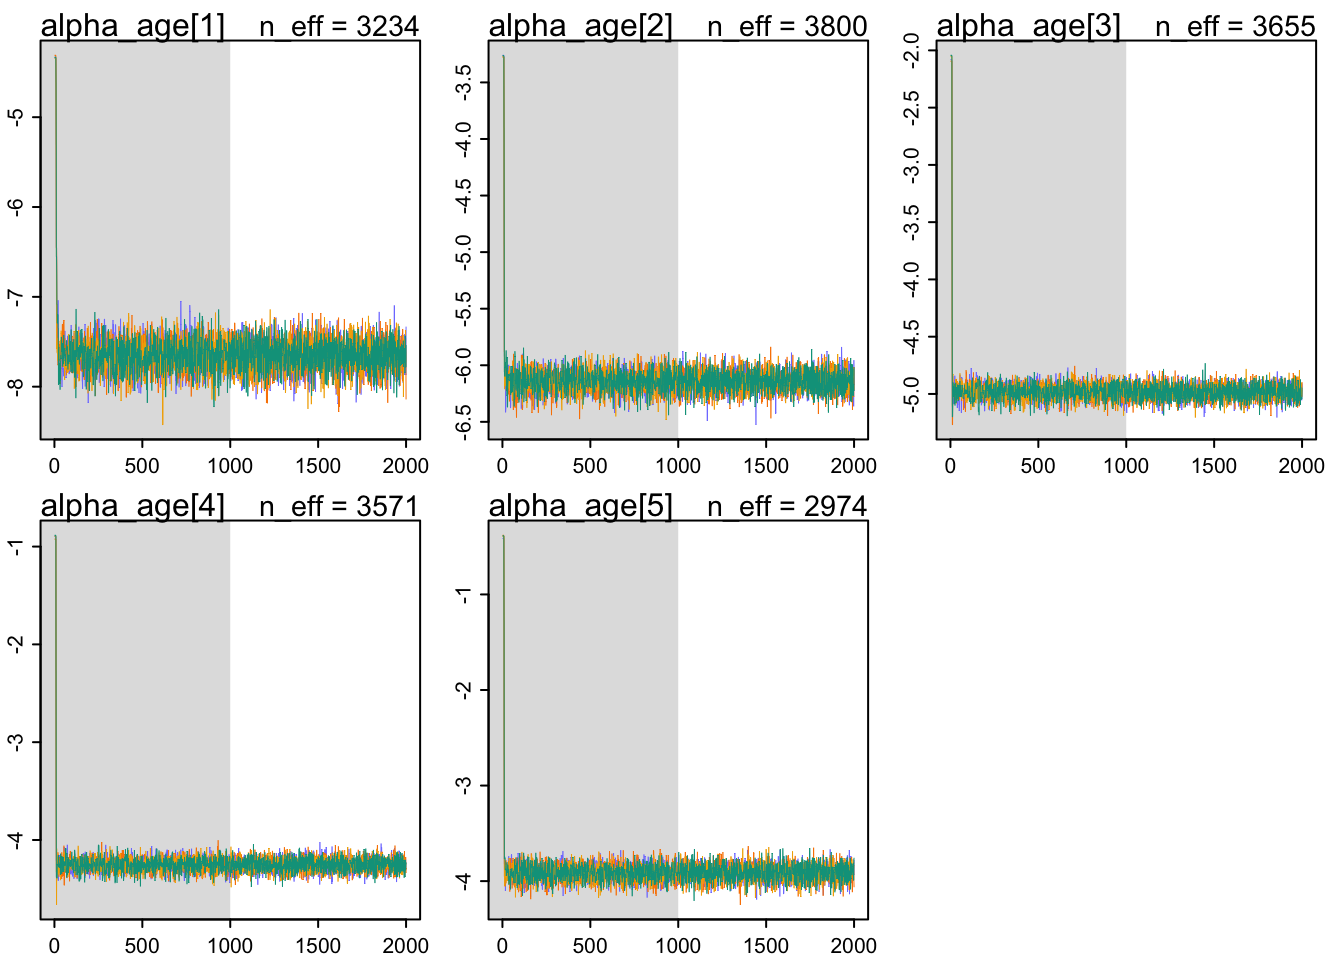 alpha_age[1] n_eff = 3234
-5
-6
-7
-8
0 500 1000 1500 2000
alpha_age[2] n_eff = 3800
-3.5
-4.0
-4.5
-5.0
-5.5
-6.0
-6.5
0 500 1000 1500 2000
alpha_age[3] n_eff = 3655
-2.0
-2.5
-3.0
-3.5
-4.0
-4.5
-5.0
0 500 1000 1500 2000
alpha_age[4] n_eff = 3571
-1
-2
-3
-4
0 500 1000 1500 2000
alpha_age[5] n_eff = 2974
-1
-2
-3
-4
0 500 1000 1500 2000